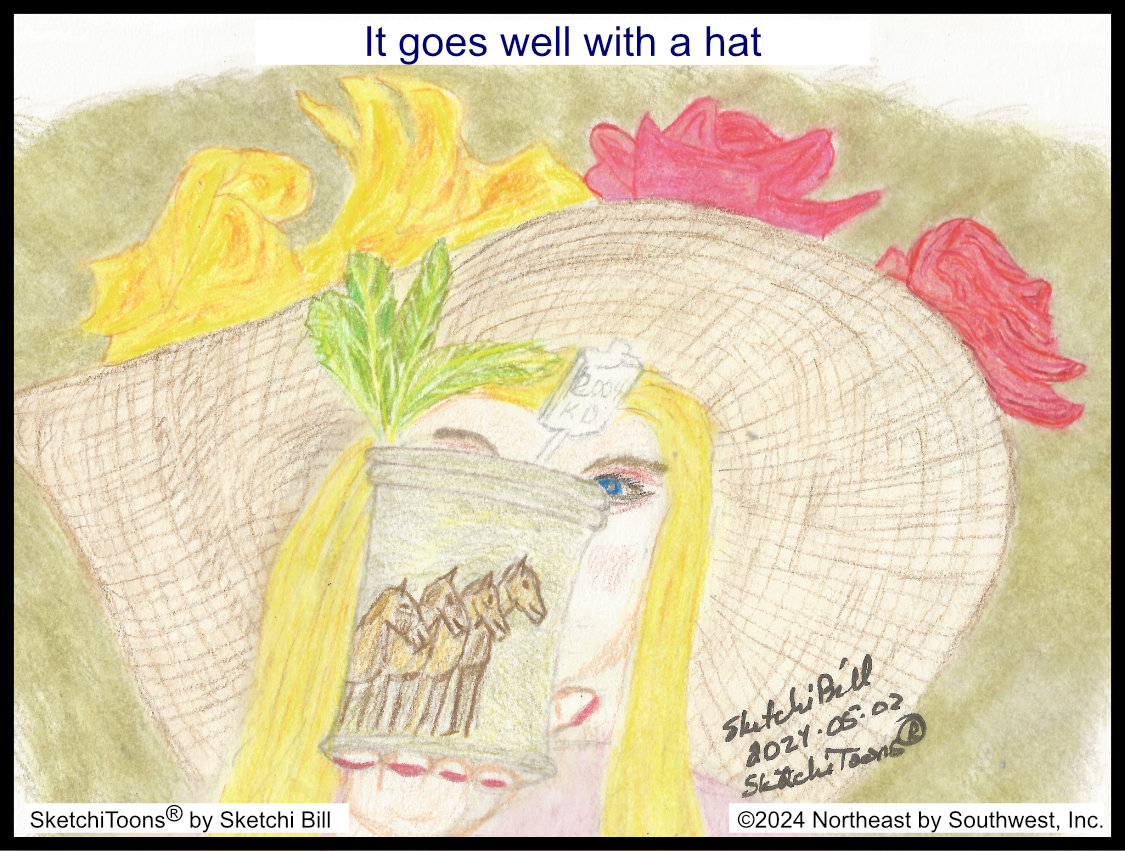 It goes well with a hat
2004
KD
SketchiBill
2024.05.02
SketchiToons®
SketchiToons® by Sketchi Bill
©2024 Northeast by Southwest, Inc.